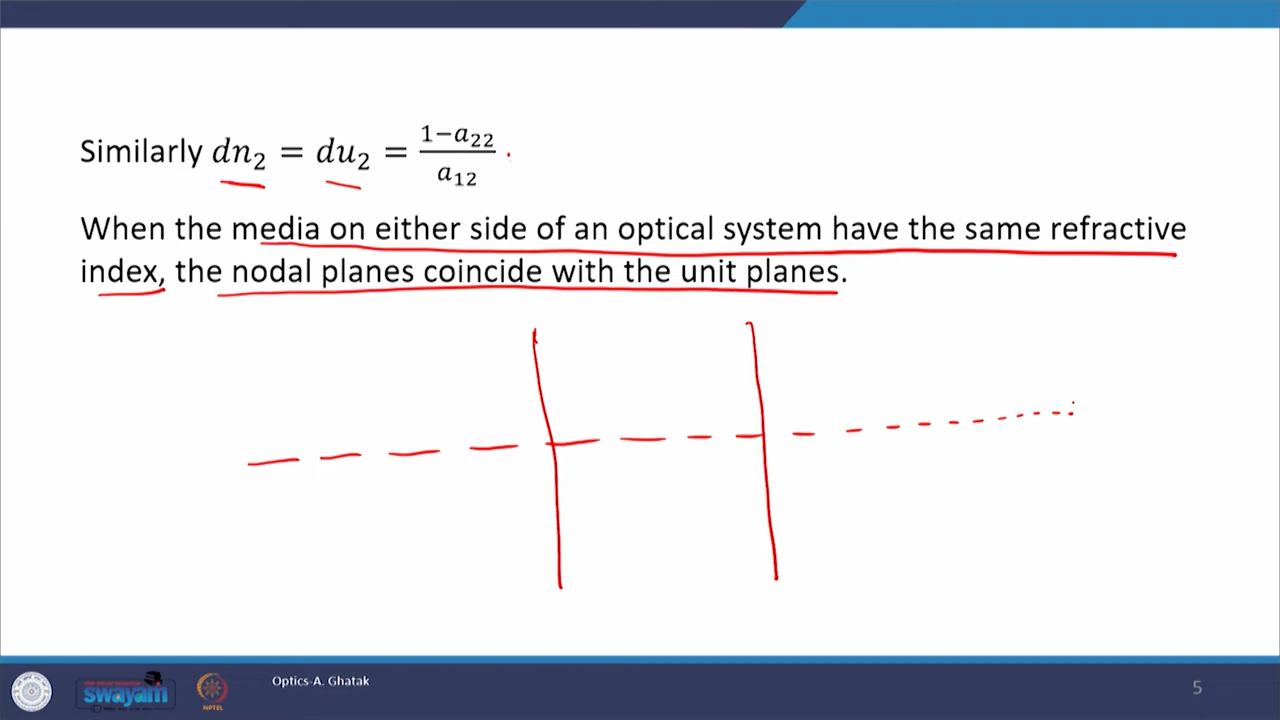 Similarly dn₂ = du₂ = (1−a₂₂)/a₁₂
When the media on either side of an optical system have the same refractive
index, the nodal planes coincide with the unit planes.
swayam
NPTEL
Optics-A. Ghatak
5